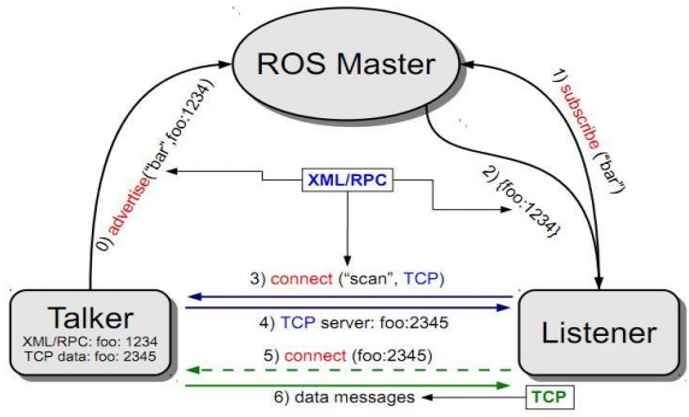 ROS Master
0) advertise("bar",foo:1234)
1) subscribe ("bar")
XML/RPC
2) {foo:1234}
3) connect ("scan", TCP)
Talker
XML/RPC: foo: 1234
TCP data: foo: 2345
4) TCP server: foo:2345
Listener
5) connect (foo:2345)
6) data messages
TCP